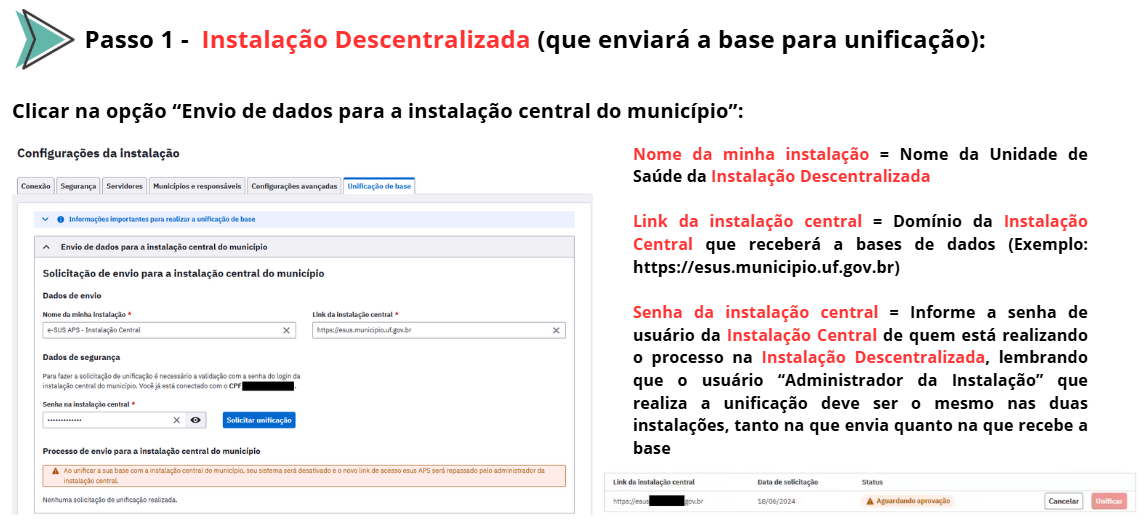 Passo 1 - Instalação Descentralizada (que enviará a base para unificação):
Clicar na opção “Envio de dados para a instalação central do município”:
Configurações da instalação
Conexão Segurança Servidores Municípios e responsáveis Configurações avançadas Unificação de base
Informações importantes para realizar a unificação de base
Envio de dados para a instalação central do município
Solicitação de envio para a instalação central do município
Dados de envio
Nome da minha instalação * Link da instalação central *
e-SUS APS - Instalação Central https://esus.municipio.uf.gov.br
Dados de segurança
Para fazer a solicitação de unificação é necessário a validação com a senha do login da
instalação central do município. Você já está conectado com o CPF .
Senha na instalação central *
Solicitar unificação
Processo de envio para a instalação central do município
Ao unificar a sua base com a instalação central do município, seu sistema será desativado e o novo link de acesso esus APS será repassado pelo administrador da
instalação central.
Nenhuma solicitação de unificação realizada.
Nome da minha instalação = Nome da Unidade de
Saúde da Instalação Descentralizada
Link da instalação central = Domínio da Instalação
Central que receberá a bases de dados (Exemplo:
https://esus.municipio.uf.gov.br)
Senha da instalação central = Informe a senha de
usuário da Instalação Central de quem está realizando
o processo na Instalação Descentralizada, lembrando
que o usuário “Administrador da Instalação” que
realiza a unificação deve ser o mesmo nas duas
instalações, tanto na que envia quanto na que recebe a
base
Link da instalação central Data de solicitação Status
https://esus gov.br 18/06/2024 Aguardando aprovação Cancelar Unificar